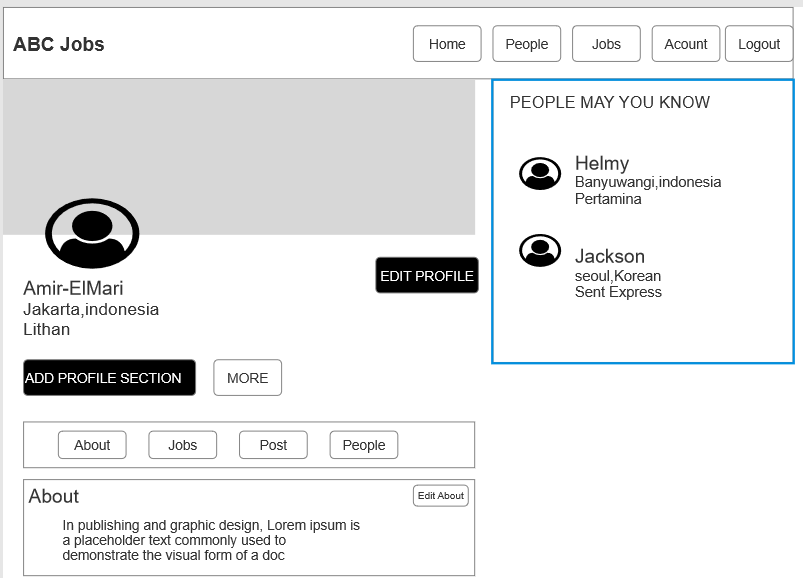 ABC Jobs
Home
People
Jobs
Acount
Logout
PEOPLE MAY YOU KNOW
Helmy
Banyuwangi,indonesia
Pertamina
Jackson
seoul,Korean
Sent Express
Amir-ElMari
Jakarta,indonesia
Lithan
EDIT PROFILE
ADD PROFILE SECTION
MORE
About
Jobs
Post
People
About
Edit About
In publishing and graphic design, Lorem ipsum is
a placeholder text commonly used to
demonstrate the visual form of a doc